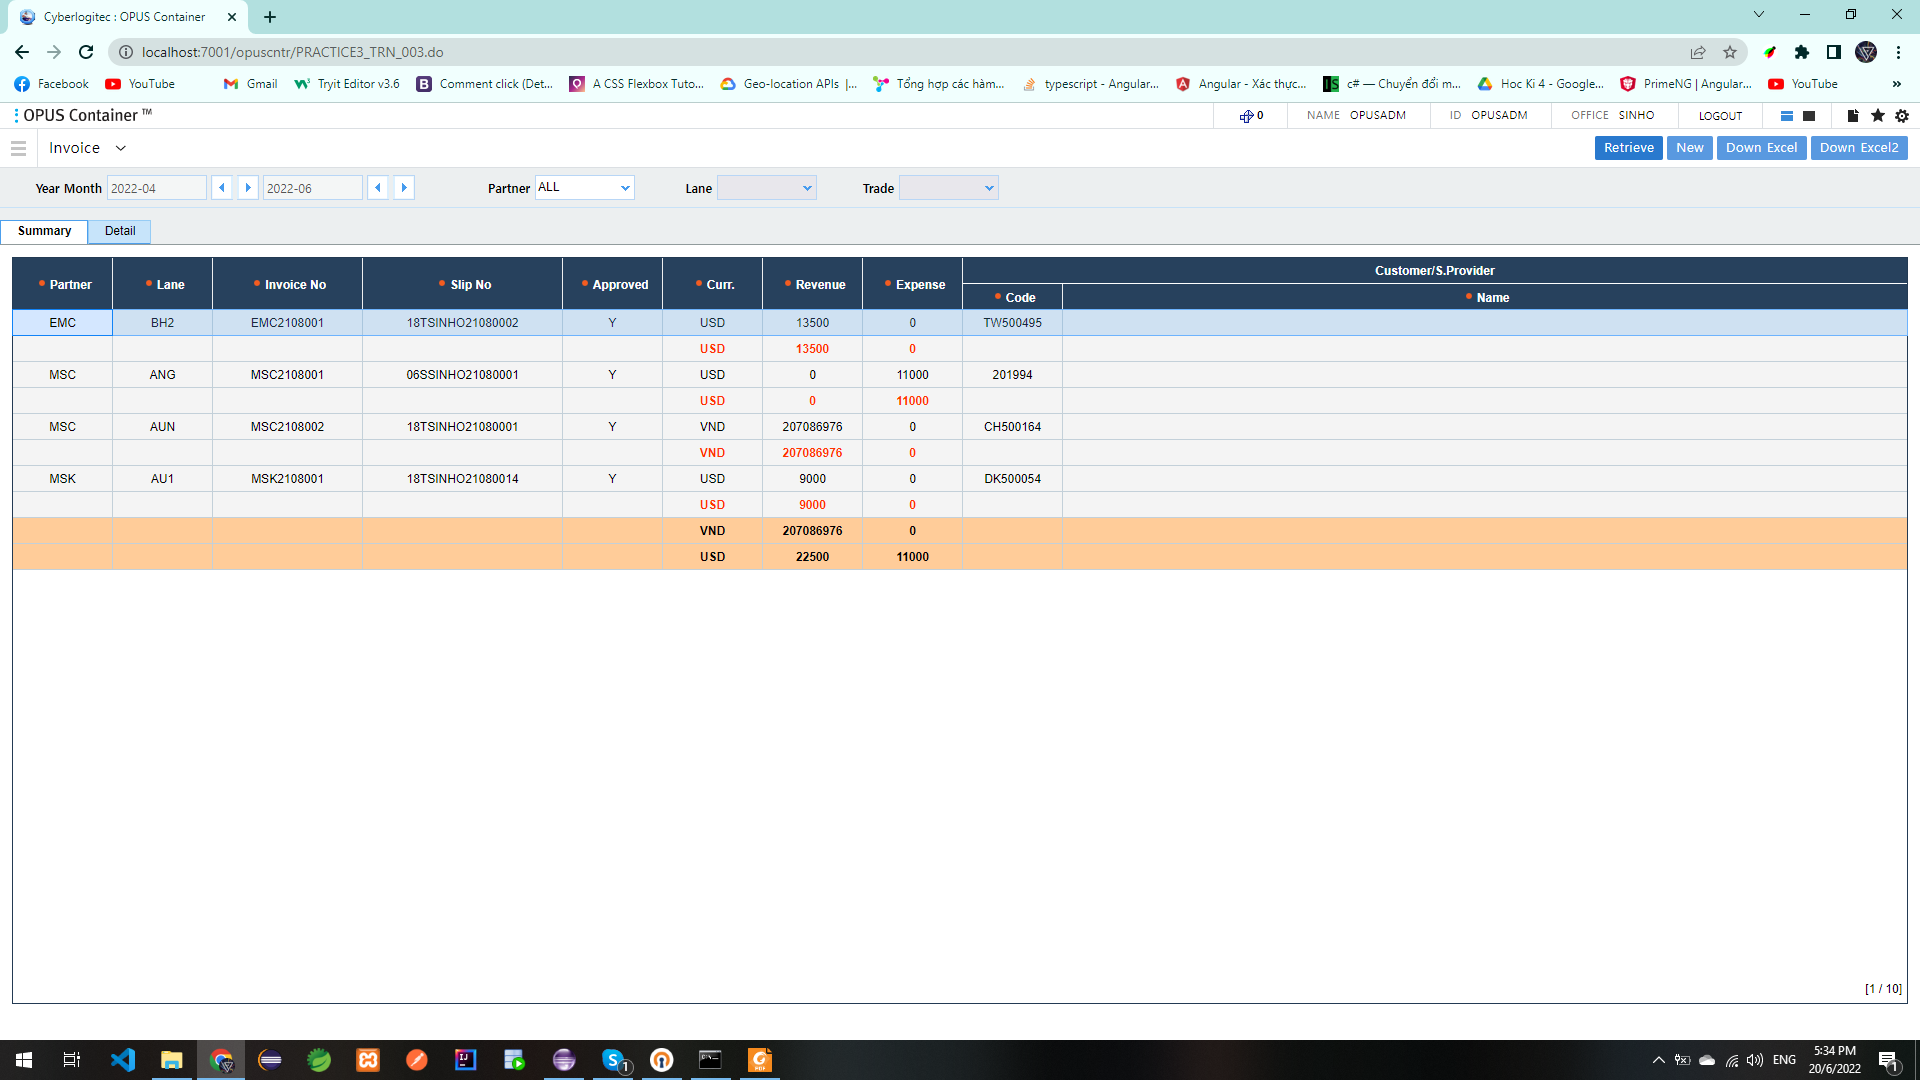 Cyberlogitec : OPUS Container
localhost:7001/opuscntr/PRACTICE3_TRN_003.do
Facebook YouTube Gmail Tryit Editor v3.6 Comment click (Det... A CSS Flexbox Tuto... Geo-location APIs |... Tổng hợp các hàm... typescript - Angular... Angular - Xác thực... c# — Chuyển đổi m... Hoc Ki 4 - Google... PrimeNG | Angular... YouTube »
OPUS Container ™ 0 NAME OPUSADM ID OPUSADM OFFICE SINHO LOGOUT
Invoice Retrieve New Down Excel Down Excel2
Year Month 2022-04 2022-06 Partner ALL Lane Trade
Summary Detail
Partner Lane Invoice No Slip No Approved Curr. Revenue Expense Customer/S.Provider
Code Name
EMC BH2 EMC2108001 18TSINHO21080002 Y USD 13500 0 TW500495
USD 13500 0
MSC ANG MSC2108001 06SSINHO21080001 Y USD 0 11000 201994
USD 0 11000
MSC AUN MSC2108002 18TSINHO21080001 Y VND 207086976 0 CH500164
VND 207086976 0
MSK AU1 MSK2108001 18TSINHO21080014 Y USD 9000 0 DK500054
USD 9000 0
VND 207086976 0
USD 22500 11000
[1 / 10]
ENG 5:34 PM
20/6/2022